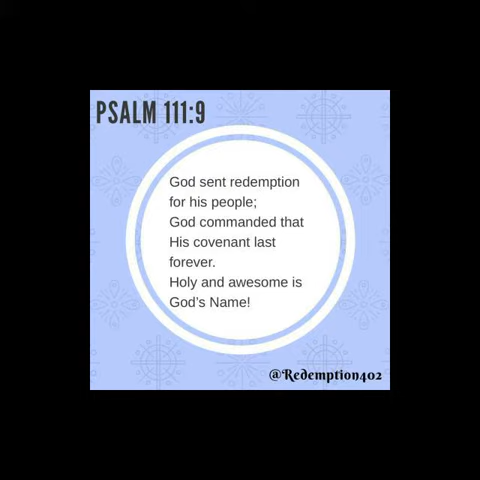 PSALM 111:9
God sent redemption
for his people;
God commanded that
His covenant last
forever.
Holy and awesome is
God's Name!
@Redemption402